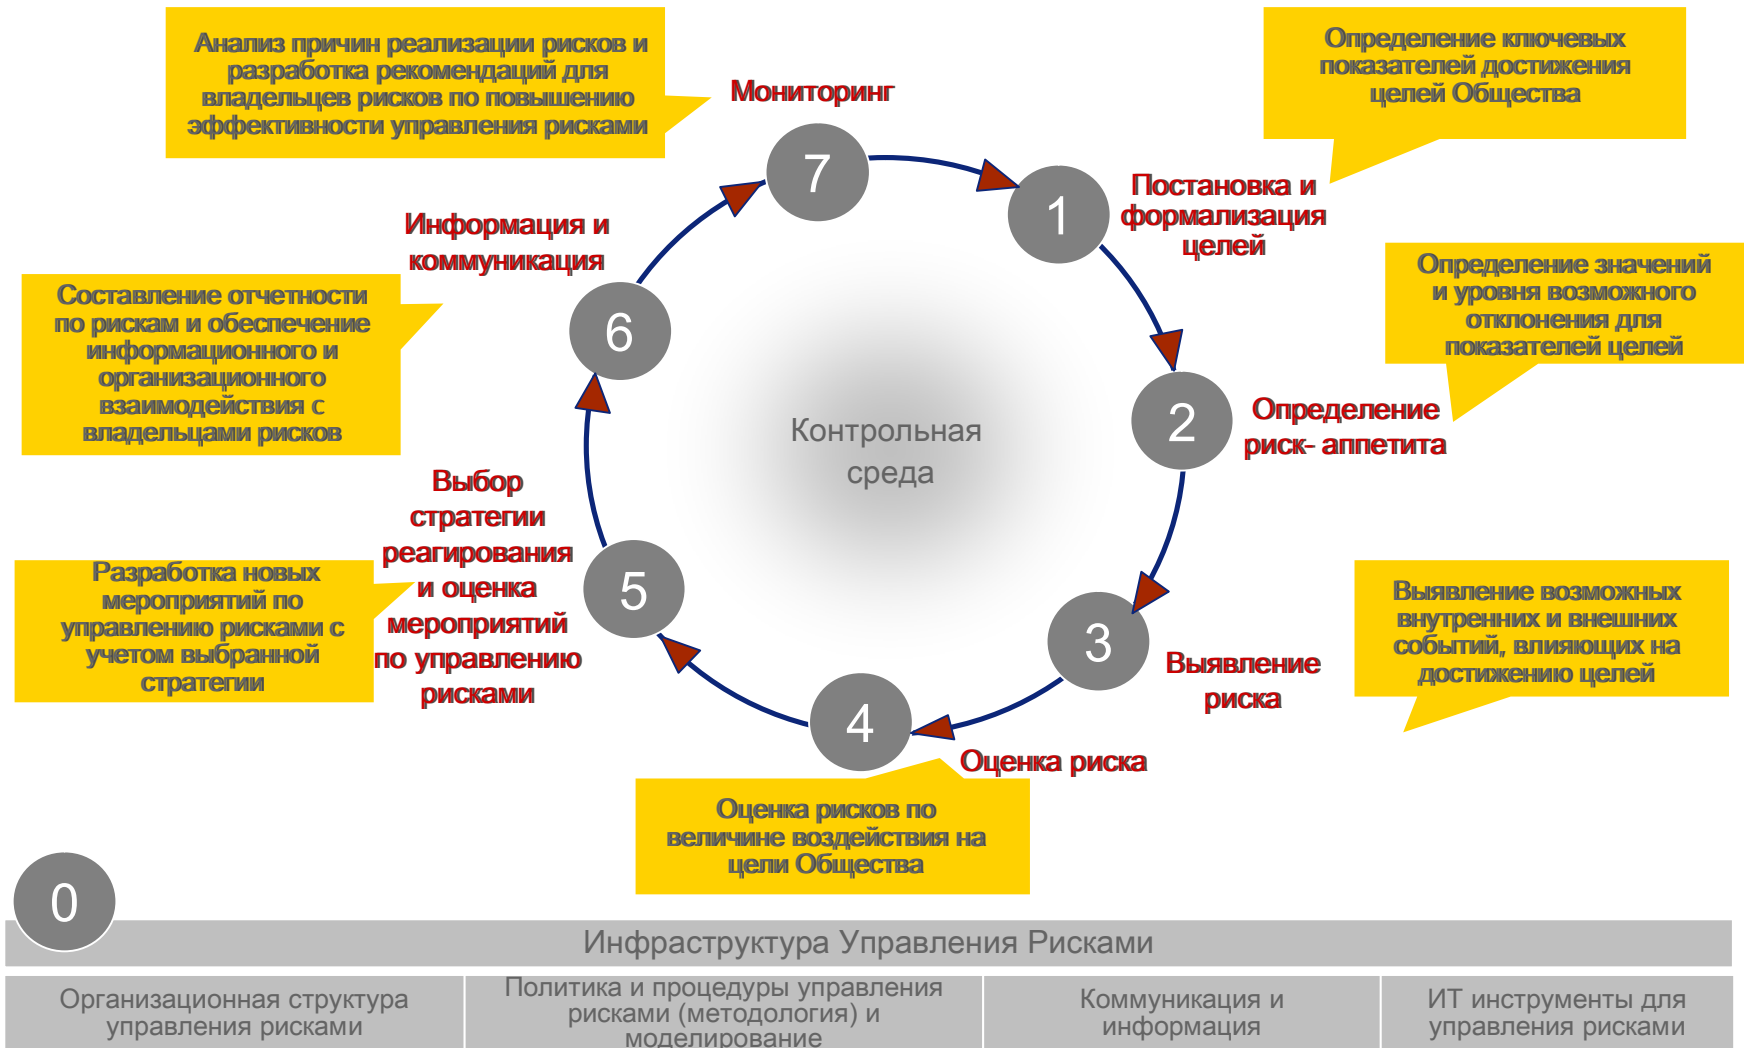 Анализ причин реализации рисков и
разработка рекомендаций для
владельцев рисков по повышению
эффективности управления рисками
Мониторинг
7
Определение ключевых
показателей достижения
целей Общества
1
Постановка и
формализация
целей
Определение значений
и уровня возможного
отклонения для
показателей целей
2
Определение
риск- аппетита
Информация и
коммуникация
6
Составление отчетности
по рискам и обеспечение
информационного и
организационного
взаимодействия с
владельцами рисков
Контрольная
среда
Выбор
стратегии
реагирования
и оценка
мероприятий
по управлению
рисками
5
Разработка новых
мероприятий по
управлению рисками с
учетом выбранной
стратегии
3
Выявление
риска
Выявление возможных
внутренних и внешних
событий, влияющих на
достижению целей
4
Оценка риска
Оценка рисков по
величине воздействия на
цели Общества
0
Инфраструктура Управления Рисками
Организационная структура
управления рисками
Политика и процедуры управления
рисками (методология) и
моделирование
Коммуникация и
информация
ИТ инструменты для
управления рисками